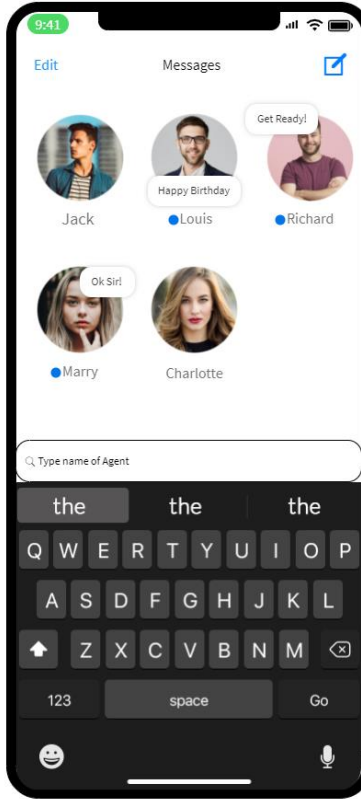 9:41
Edit Messages
Get Ready!
Happy Birthday
Jack Louis Richard
Ok Sir!
Marry Charlotte
Type name of Agent
the the the
Q W E R T Y U I O P
A S D F G H J K L
Z X C V B N M
123 space Go